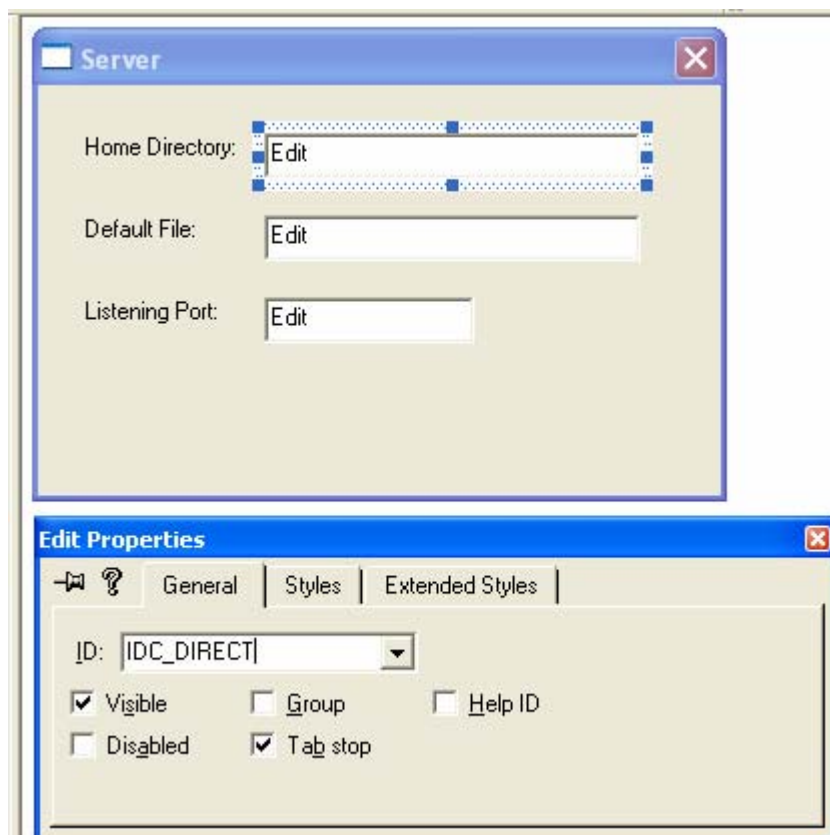 Server
Home Directory: Edit
Default File: Edit
Listening Port: Edit
Edit Properties
General Styles Extended Styles
ID: IDC_DIRECT
Visible Group Help ID
Disabled Tab stop